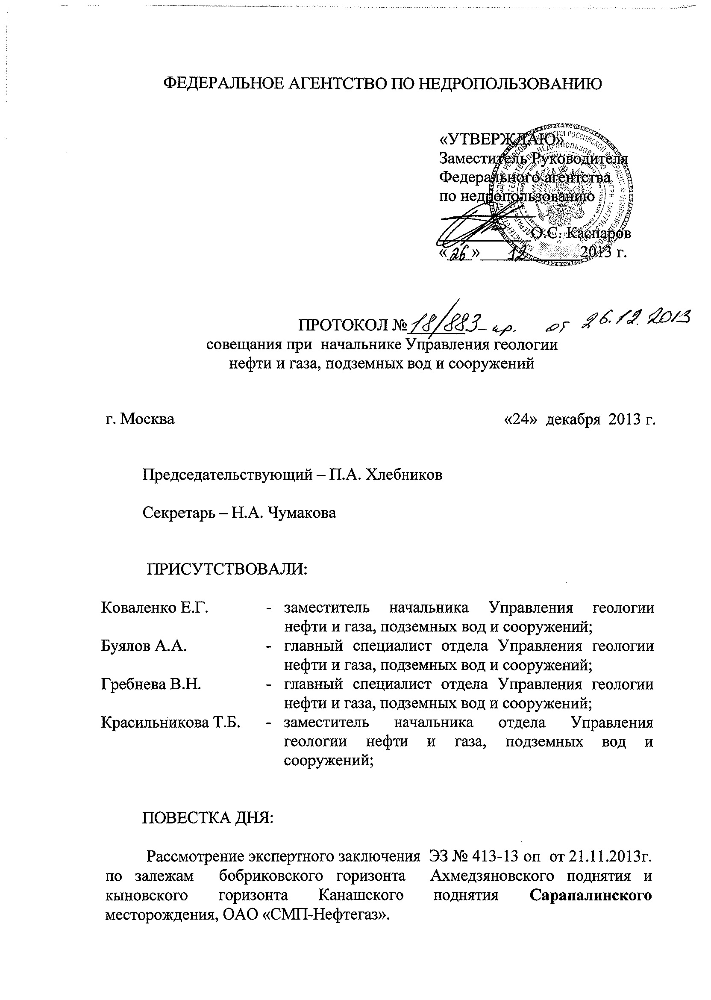 ФЕДЕРАЛЬНОЕ АГЕНТСТВО ПО НЕДРОПОЛЬЗОВАНИЮ
«УТВЕРЖДАЮ»
Заместитель Руководителя
Федерального агентства
по недропользованию
О.С. Каспаров
«26» 12 2013 г.
ПРОТОКОЛ № 18/883-пр. от 26.12.2013
совещания при начальнике Управления геологии
нефти и газа, подземных вод и сооружений
г. Москва «24» декабря 2013 г.
Председательствующий – П.А. Хлебников
Секретарь – Н.А. Чумакова
ПРИСУТСТВОВАЛИ:
Коваленко Е.Г. - заместитель начальника Управления геологии
нефти и газа, подземных вод и сооружений;
Буялов А.А. - главный специалист отдела Управления геологии
нефти и газа, подземных вод и сооружений;
Гребнева В.Н. - главный специалист отдела Управления геологии
нефти и газа, подземных вод и сооружений;
Красильникова Т.Б. - заместитель начальника отдела Управления
геологии нефти и газа, подземных вод и
сооружений;
ПОВЕСТКА ДНЯ:
Рассмотрение экспертного заключения ЭЗ № 413-13 оп от 21.11.2013г.
по залежам бобриковского горизонта Ахмедзяновского поднятия и
кыновского горизонта Канашского поднятия Сарапалинского
месторождения, ОАО «СМП-Нефтегаз».